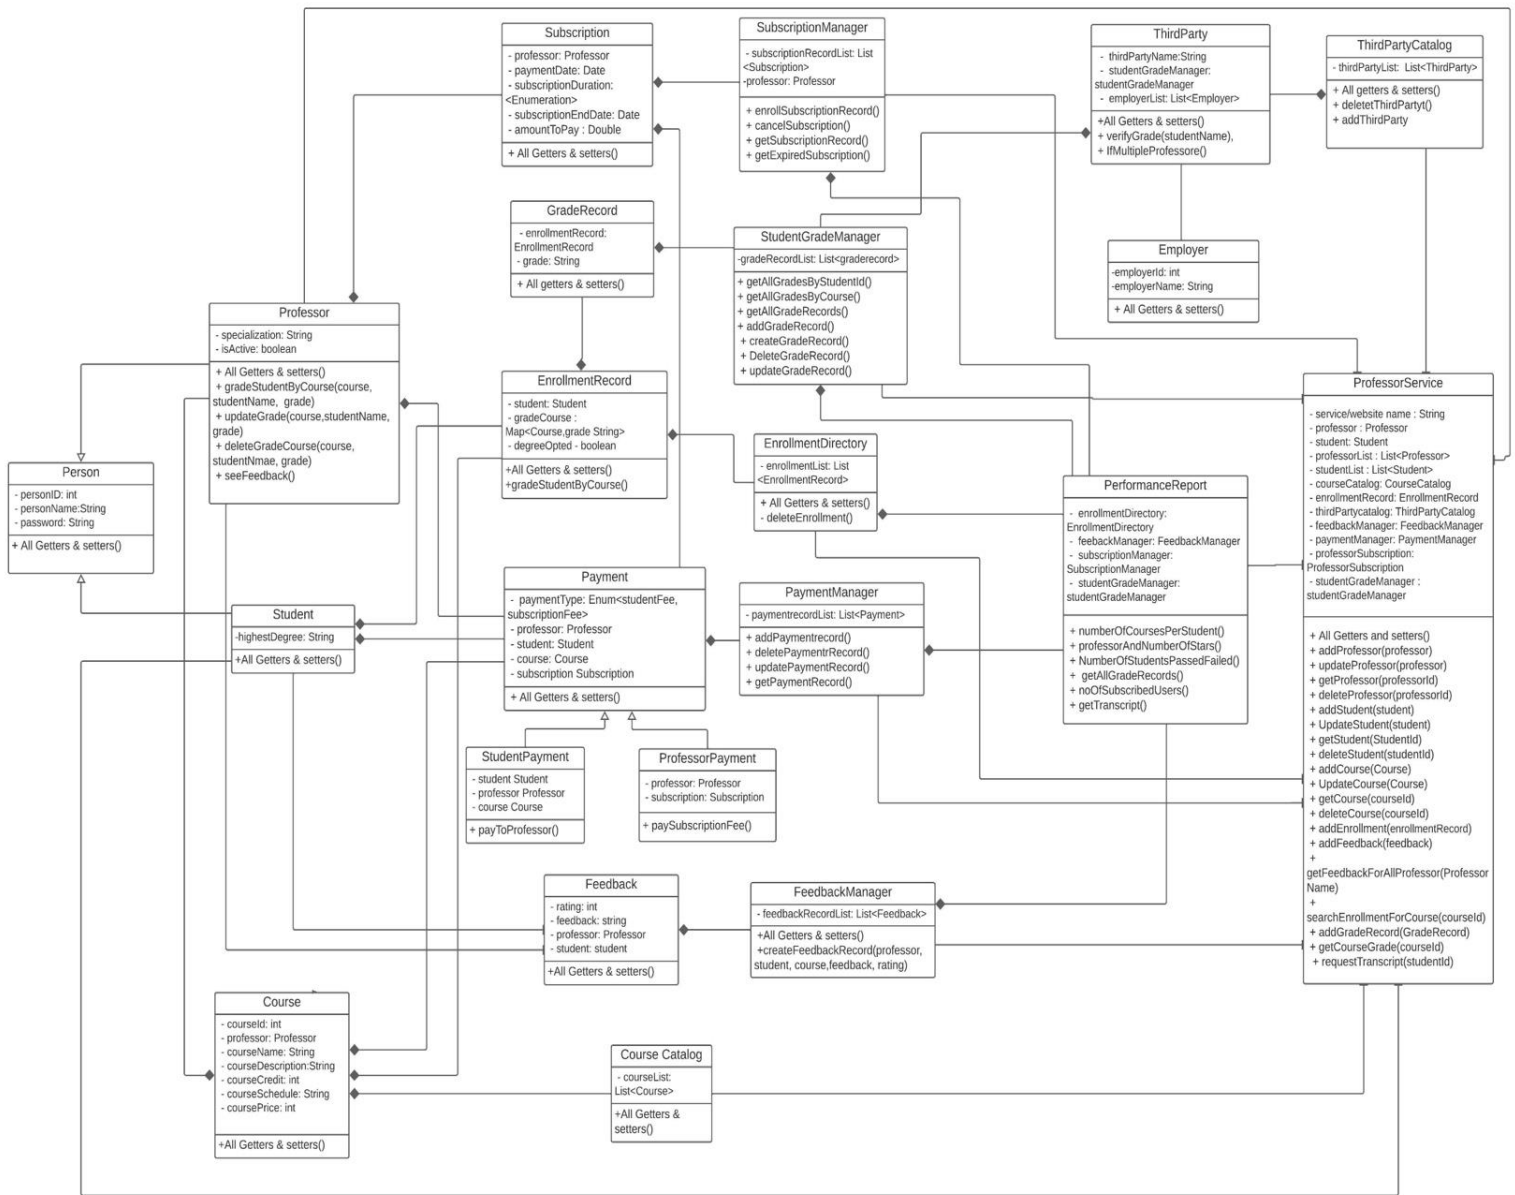 Subscription
- professor: Professor
- paymentDate: Date
- subscriptionDuration:
<Enumeration>
- subscriptionEndDate: Date
- amountToPay : Double
+ All Getters & setters()
SubscriptionManager
- subscriptionRecordList: List
<Subscription>
-professor: Professor
+ enrollSubscriptionRecord()
+ cancelSubscription()
+ getSubscriptionRecord()
+ getExpiredSubscription()
ThirdParty
- thirdPartyName:String
- studentGradeManager:
studentGradeManager
- employerList: List<Employer>
+All Getters & setters()
+ verifyGrade(studentName),
+ IfMultipleProfessore()
ThirdPartyCatalog
- thirdPartyList: List<ThirdParty>
+ All getters & setters()
+ deletetThirdPartyt()
+ addThirdParty
GradeRecord
- enrollmentRecord:
EnrollmentRecord
- grade: String
+ All getters & setters()
StudentGradeManager
-gradeRecordList: List<graderecord>
+ getAllGradesByStudentId()
+ getAllGradesByCourse()
+ getAllGradeRecords()
+ addGradeRecord()
+ createGradeRecord()
+ DeleteGradeRecord()
+ updateGradeRecord()
Employer
-employerId: int
-employerName: String
+ All Getters & setters()
Professor
- specialization: String
- isActive: boolean
+ All Getters & setters()
+ gradeStudentByCourse(course,
studentName, grade)
+ updateGrade(course,studentName,
grade)
+ deleteGradeCourse(course,
studentNmae, grade)
+ seeFeedback()
EnrollmentRecord
- student: Student
- gradeCourse :
Map<Course,grade String>
- degreeOpted - boolean
+All Getters & setters()
+gradeStudentByCourse()
EnrollmentDirectory
- enrollmentList: List
<EnrollmentRecord>
+ All Getters & setters()
- deleteEnrollment()
ProfessorService
- service/website name : String
- professor : Professor
- student: Student
- professorList : List<Professor>
- studentList : List<Student>
- courseCatalog: CourseCatalog
- enrollmentRecord: EnrollmentRecord
- thirdPartycatalog: ThirdPartyCatalog
- feedbackManager: FeedbackManager
- paymentManager: PaymentManager
- professorSubscription:
ProfessorSubscription
- studentGradeManager :
studentGradeManager
+ All Getters and setters()
+ addProfessor(professor)
+ updateProfessor(professor)
+ getProfessor(professorId)
+ deleteProfessor(professorId)
+ addStudent(student)
+ UpdateStudent(student)
+ getStudent(StudentId)
+ deleteStudent(studentId)
+ addCourse(Course)
+ UpdateCourse(Course)
+ getCourse(courseId)
+ deleteCourse(courseId)
+ addEnrollment(enrollmentRecord)
+ addFeedback(feedback)
+
getFeedbackForAllProfessor(Professor
Name)
+
searchEnrollmentForCourse(courseId)
+ addGradeRecord(GradeRecord)
+ getCourseGrade(courseId)
+ requestTranscript(studentId)
Person
- personID: int
- personName:String
- password: String
+ All Getters & setters()
PerformanceReport
- enrollmentDirectory:
EnrollmentDirectory
- feebackManager: FeedbackManager
- subscriptionManager:
SubscriptionManager
- studentGradeManager:
studentGradeManager
+ numberOfCoursesPerStudent()
+ professorAndNumberOfStars()
+ NumberOfStudentsPassedFailed()
+ getAllGradeRecords()
+ noOfSubscribedUsers()
+ getTranscript()
Student
-highestDegree: String
+All Getters & setters()
Payment
- paymentType: Enum<studentFee,
subscriptionFee>
- professor: Professor
- student: Student
- course: Course
- subscription Subscription
+ All Getters & setters()
PaymentManager
- paymentrecordList: List<Payment>
+ addPaymentrecord()
+ deletePaymentrRecord()
+ updatePaymentRecord()
+ getPaymentRecord()
StudentPayment
- student Student
- professor Professor
- course Course
+ payToProfessor()
ProfessorPayment
- professor: Professor
- subscription: Subscription
+ paySubscriptionFee()
Feedback
- rating: int
- feedback: string
- professor: Professor
- student: student
+All Getters & setters()
FeedbackManager
- feedbackRecordList: List<Feedback>
+All Getters & setters()
+createFeedbackRecord(professor,
student, course,feedback, rating)
Course
- courseId: int
- professor: Professor
- courseName: String
- courseDescription:String
- courseCredit: int
- courseSchedule: String
- coursePrice: int
+All Getters & setters()
Course Catalog
- courseList:
List<Course>
+All Getters &
setters()